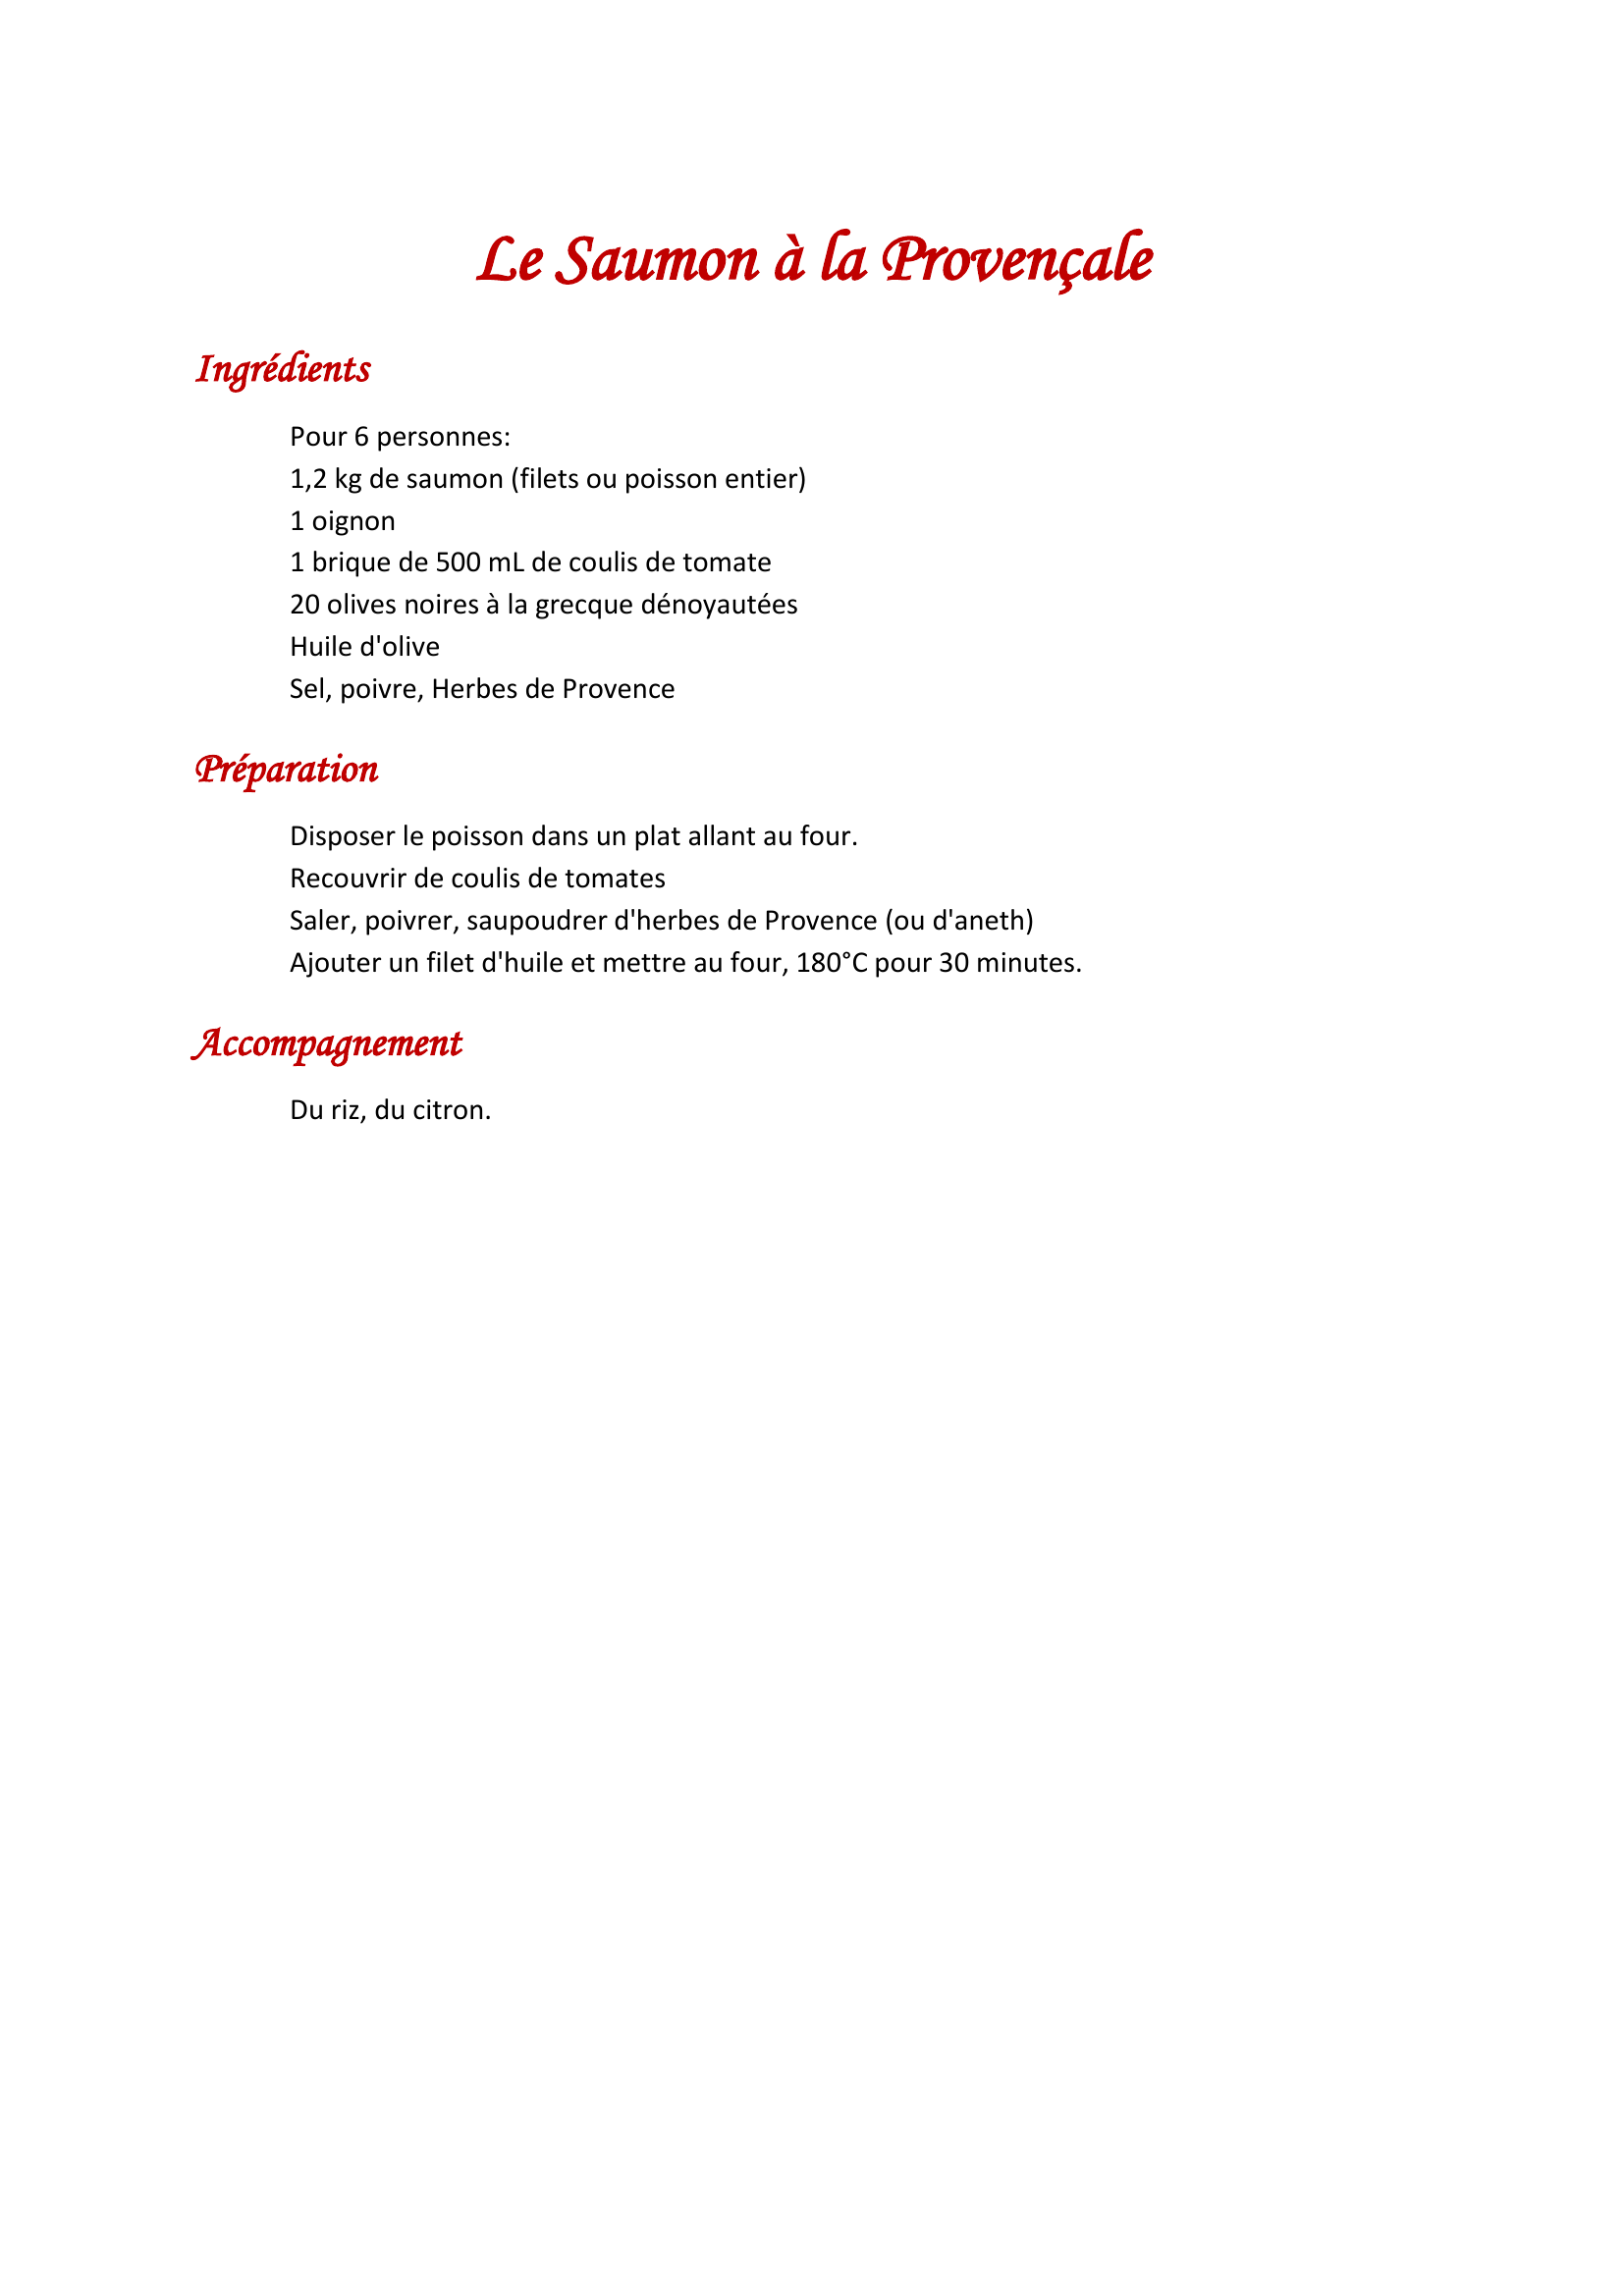 Le Saumon à la Provençale
Ingrédients
Pour 6 personnes:
1,2 kg de saumon (filets ou poisson entier)
1 oignon
1 brique de 500 mL de coulis de tomate
20 olives noires à la grecque dénoyautées
Huile d'olive
Sel, poivre, Herbes de Provence
Préparation
Disposer le poisson dans un plat allant au four.
Recouvrir de coulis de tomates
Saler, poivrer, saupoudrer d'herbes de Provence (ou d'aneth)
Ajouter un filet d'huile et mettre au four, 180°C pour 30 minutes.
Accompagnement
Du riz, du citron.